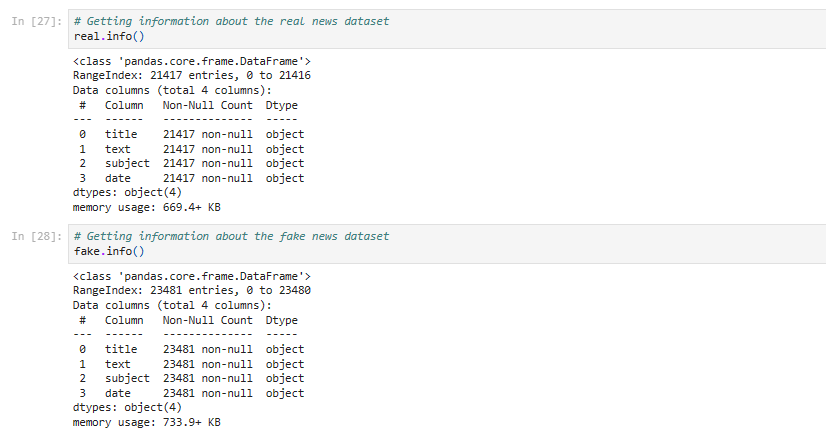 In [27]: # Getting information about the real news dataset
real.info()
<class 'pandas.core.frame.DataFrame'>
RangeIndex: 21417 entries, 0 to 21416
Data columns (total 4 columns):
 #   Column   Non-Null Count  Dtype
---  ------   --------------  -----
 0   title    21417 non-null  object
 1   text     21417 non-null  object
 2   subject  21417 non-null  object
 3   date     21417 non-null  object
dtypes: object(4)
memory usage: 669.4+ KB
In [28]: # Getting information about the fake news dataset
fake.info()
<class 'pandas.core.frame.DataFrame'>
RangeIndex: 23481 entries, 0 to 23480
Data columns (total 4 columns):
 #   Column   Non-Null Count  Dtype
---  ------   --------------  -----
 0   title    23481 non-null  object
 1   text     23481 non-null  object
 2   subject  23481 non-null  object
 3   date     23481 non-null  object
dtypes: object(4)
memory usage: 733.9+ KB